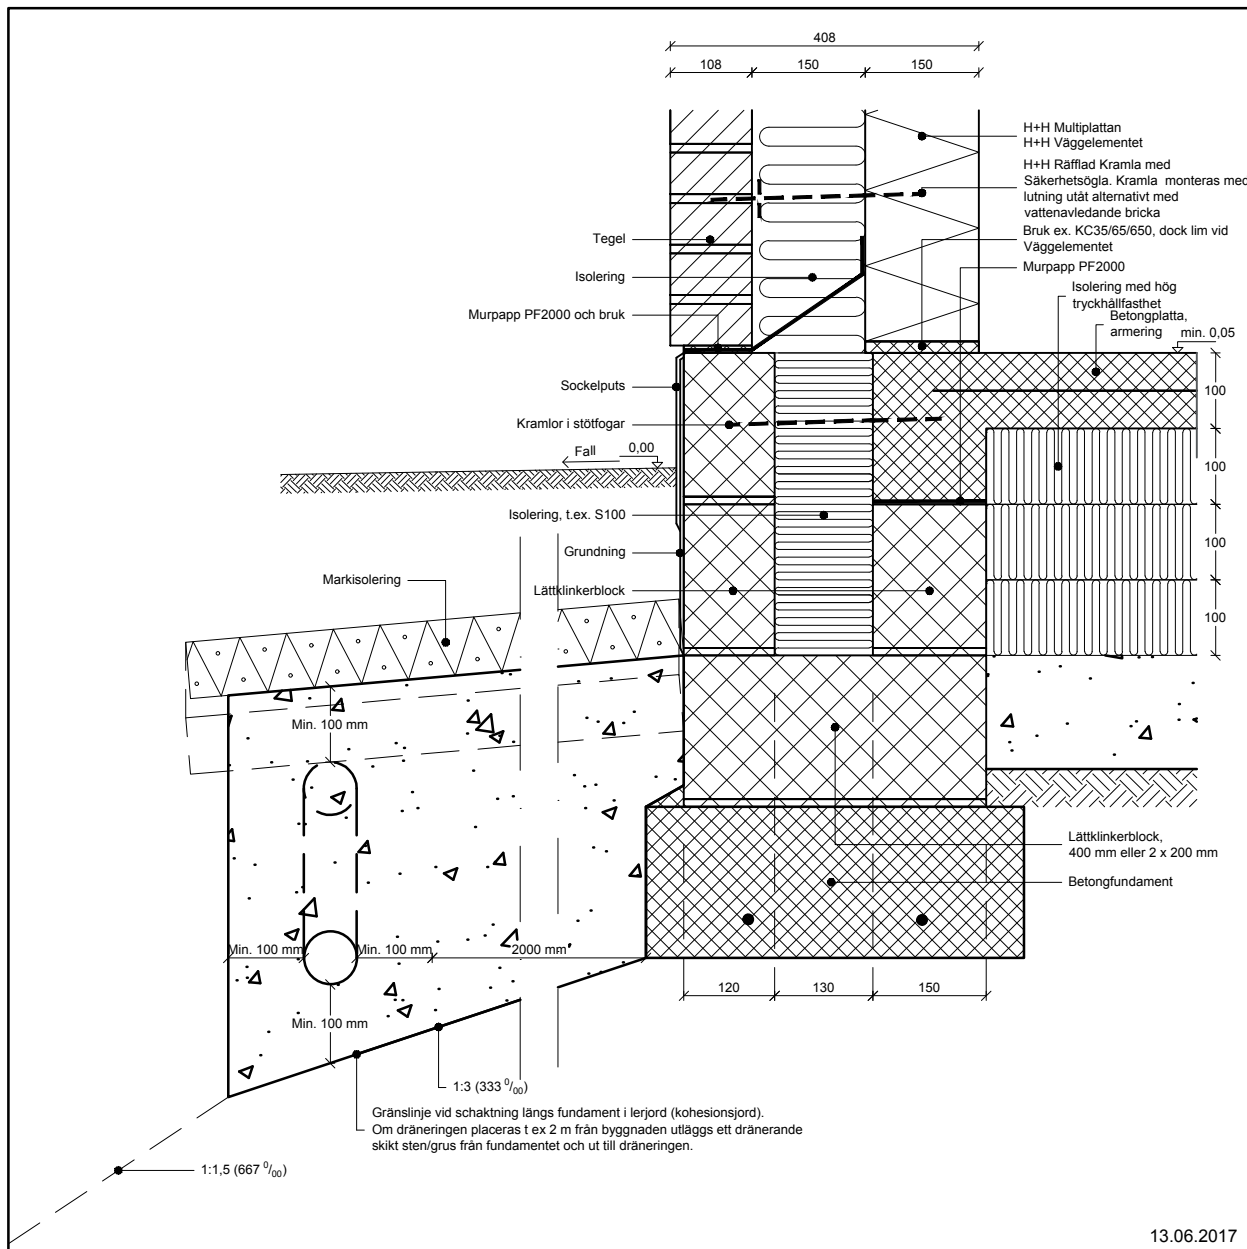 408
108
150
150
H+H Multiplattan
H+H Väggelementet
H+H Räfflad Kramla med
Säkerhetsögla. Kramla monteras med
lutning utåt alternativt med
vattenavledande bricka
Bruk ex. KC35/65/650, dock lim vid
Väggelementet
Murpapp PF2000
Isolering med hög
tryckhållfasthet
Betongplatta,
armering
min. 0,05
Tegel
Isolering
Murpapp PF2000 och bruk
Sockelputs
Kramlor i stötfogar
Fall
0,00
100
100
100
100
Isolering, t.ex. S100
Grundning
Markisolering
Lättklinkerblock
Min. 100 mm
Lättklinkerblock,
400 mm eller 2 x 200 mm
Betongfundament
Min. 100 mm
Min. 100 mm
2000 mm
Min. 100 mm
120
130
150
1:3 (333 0/00)
Gränslinje vid schaktning längs fundament i lerjord (kohesionsjord).
Om dräneringen placeras t ex 2 m från byggnaden utläggs ett dränerande
skikt sten/grus från fundamentet och ut till dräneringen.
1:1,5 (667 0/00)
13.06.2017